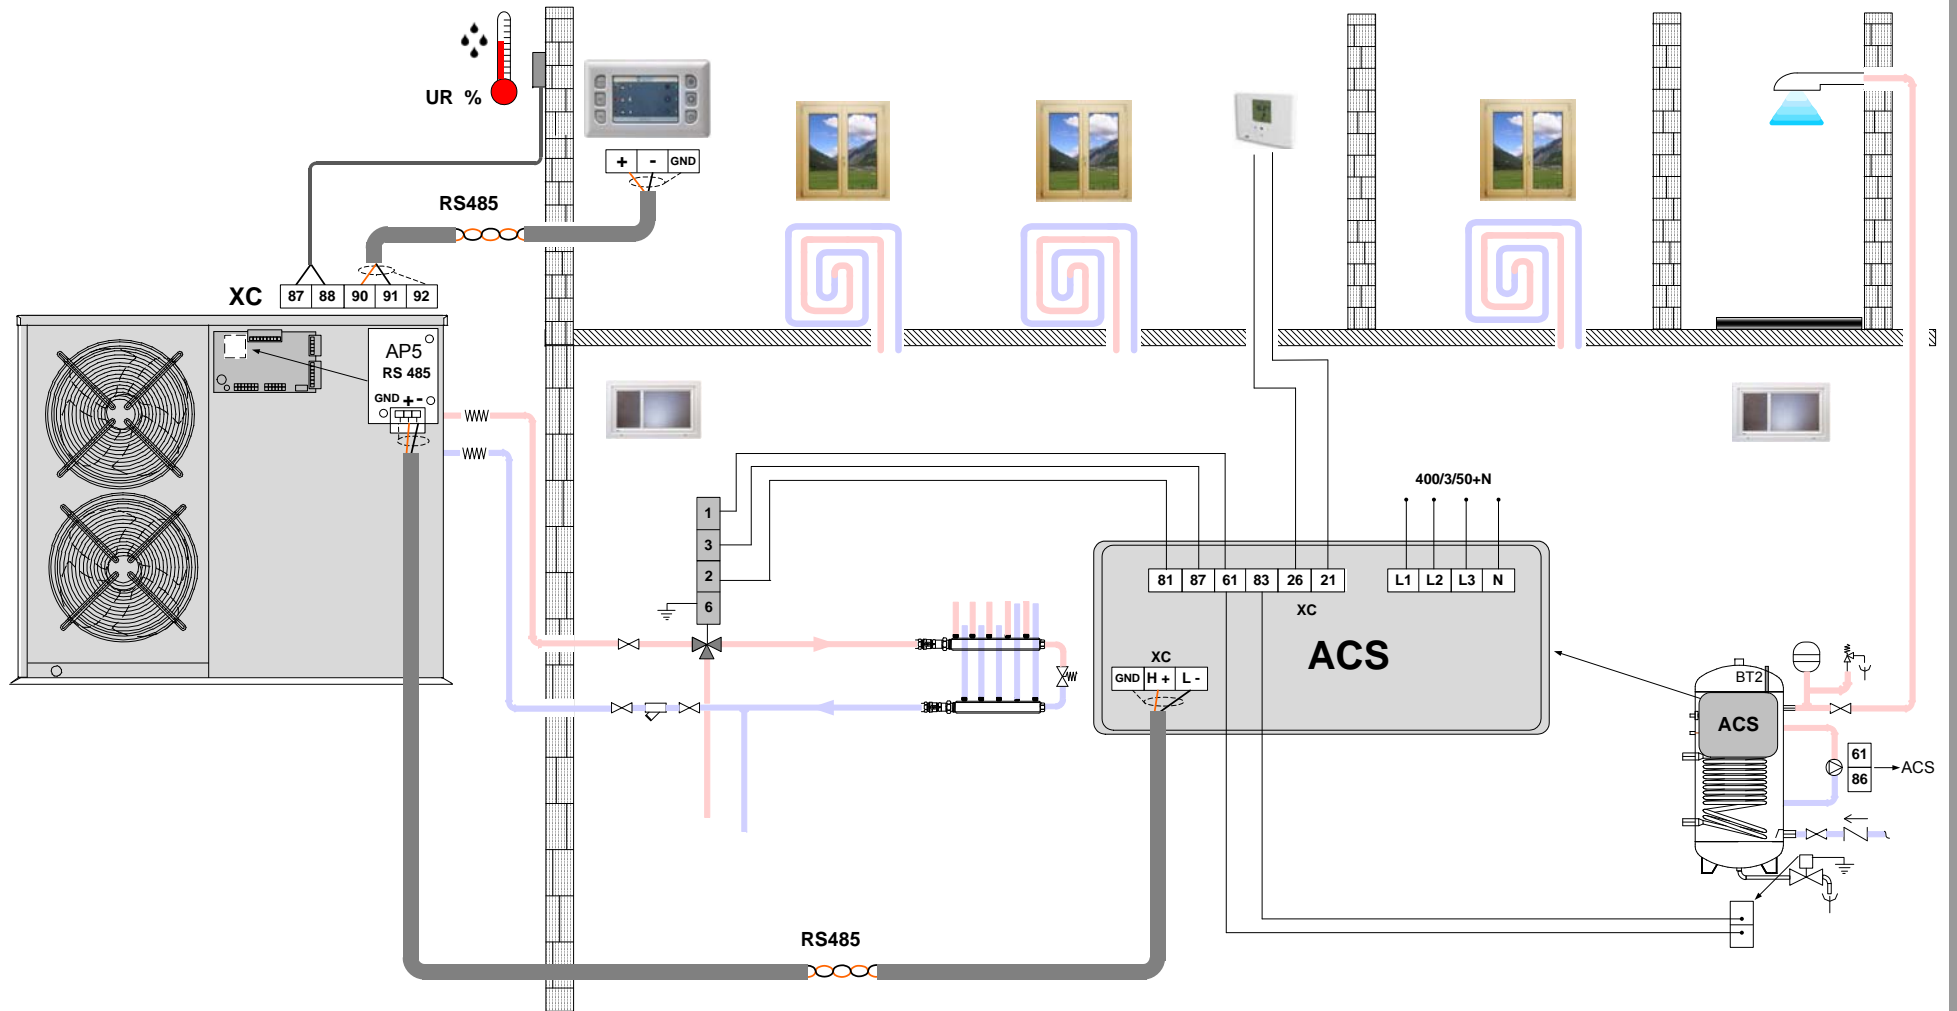 UR %
+ - GND
RS485
XC 87 88 90 91 92
AP5
RS 485
GND + -
400/3/50+N
1
3
2
6
81 87 61 83 26 21
L1 L2 L3 N
XC
ACS
XC
GND H + L -
BT2
ACS
61
86
ACS
RS485